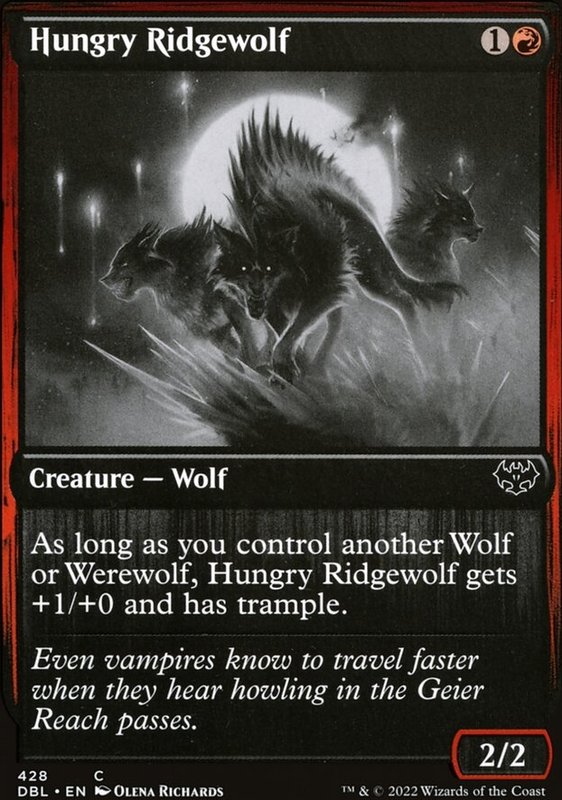 Hungry Ridgewolf 1
Creature — Wolf
As long as you control another Wolf
or Werewolf, Hungry Ridgewolf gets
+1/+0 and has trample.
Even vampires know to travel faster
when they hear howling in the Geier
Reach passes.
2/2
428 C
DBL • EN Olena Richards ™ & © 2022 Wizards of the Coast